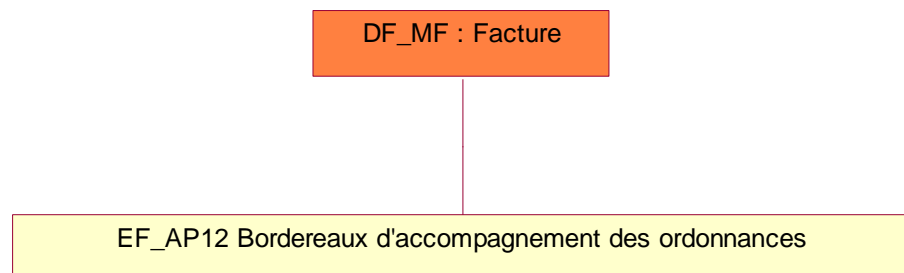 DF_MF : Facture
EF_AP12 Bordereaux d'accompagnement des ordonnances